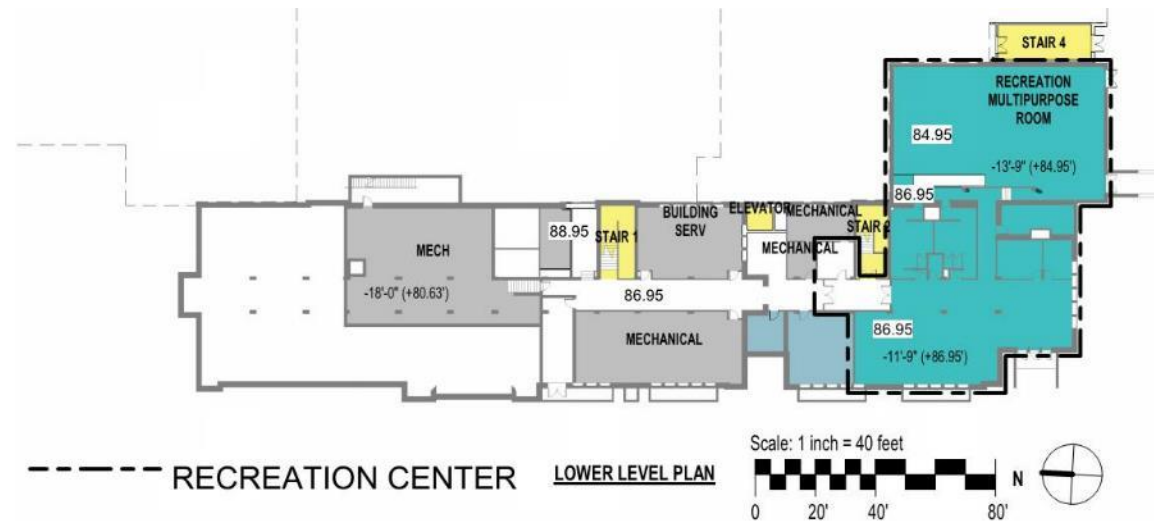 STAIR 4
RECREATION
MULTIPURPOSE
ROOM
84.95
-13'-9" (+84.95')
86.95
BUILDING
SERV
ELEVATOR
MECHANICAL
STAIR 2
88.95
STAIR 1
MECH
MECHANICAL
-18'-0" (+80.63')
86.95
86.95
-11'-9" (+86.95')
MECHANICAL
RECREATION CENTER
LOWER LEVEL PLAN
Scale: 1 inch = 40 feet
N
0 20' 40' 80'